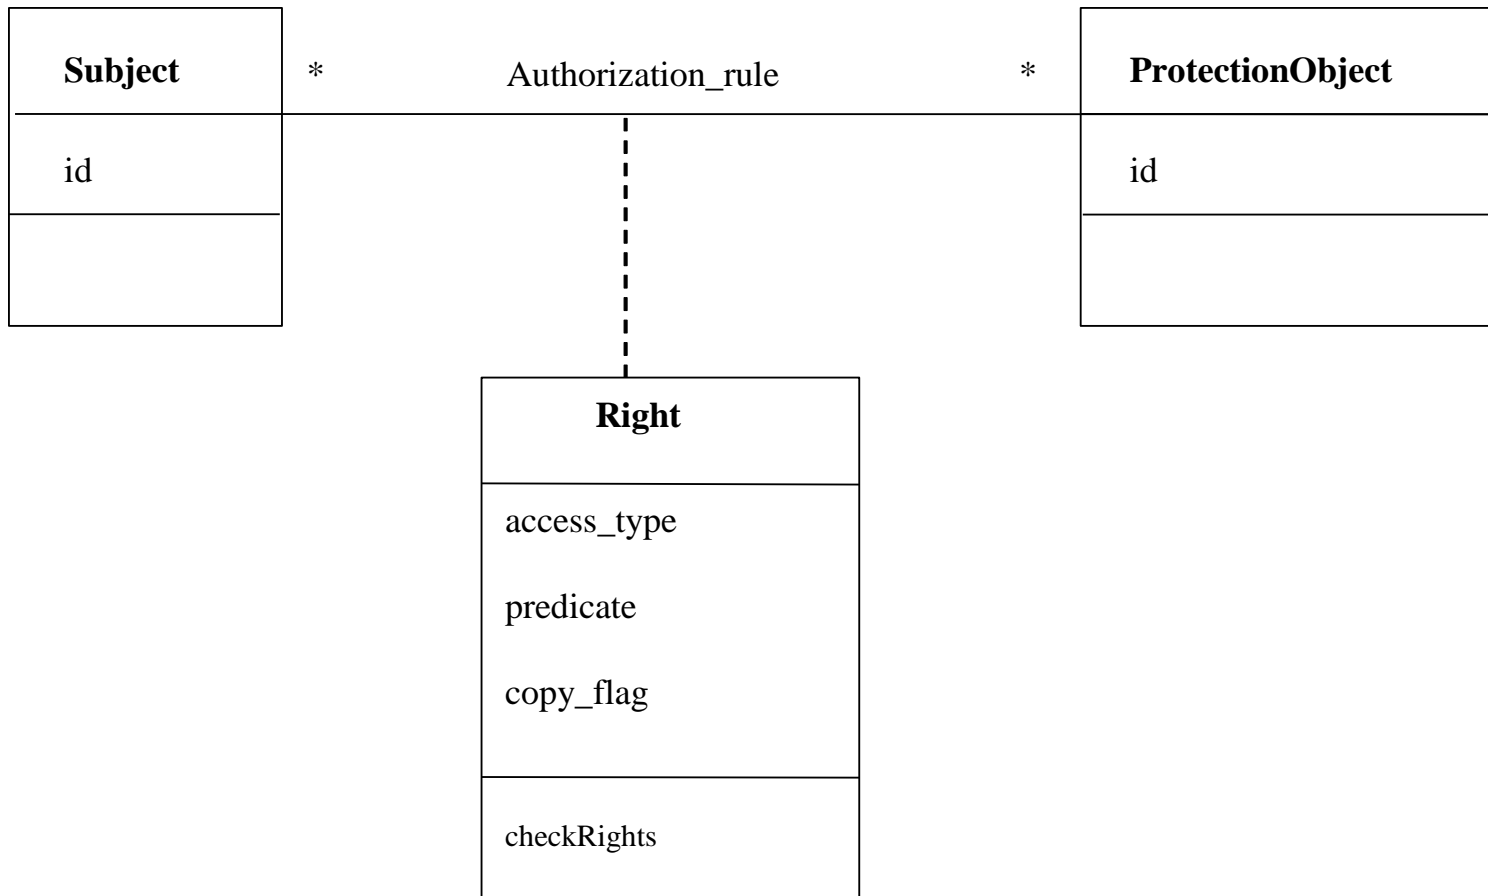 Subject
*
Authorization_rule
*
ProtectionObject
id
id
Right
access_type
predicate
copy_flag
checkRights